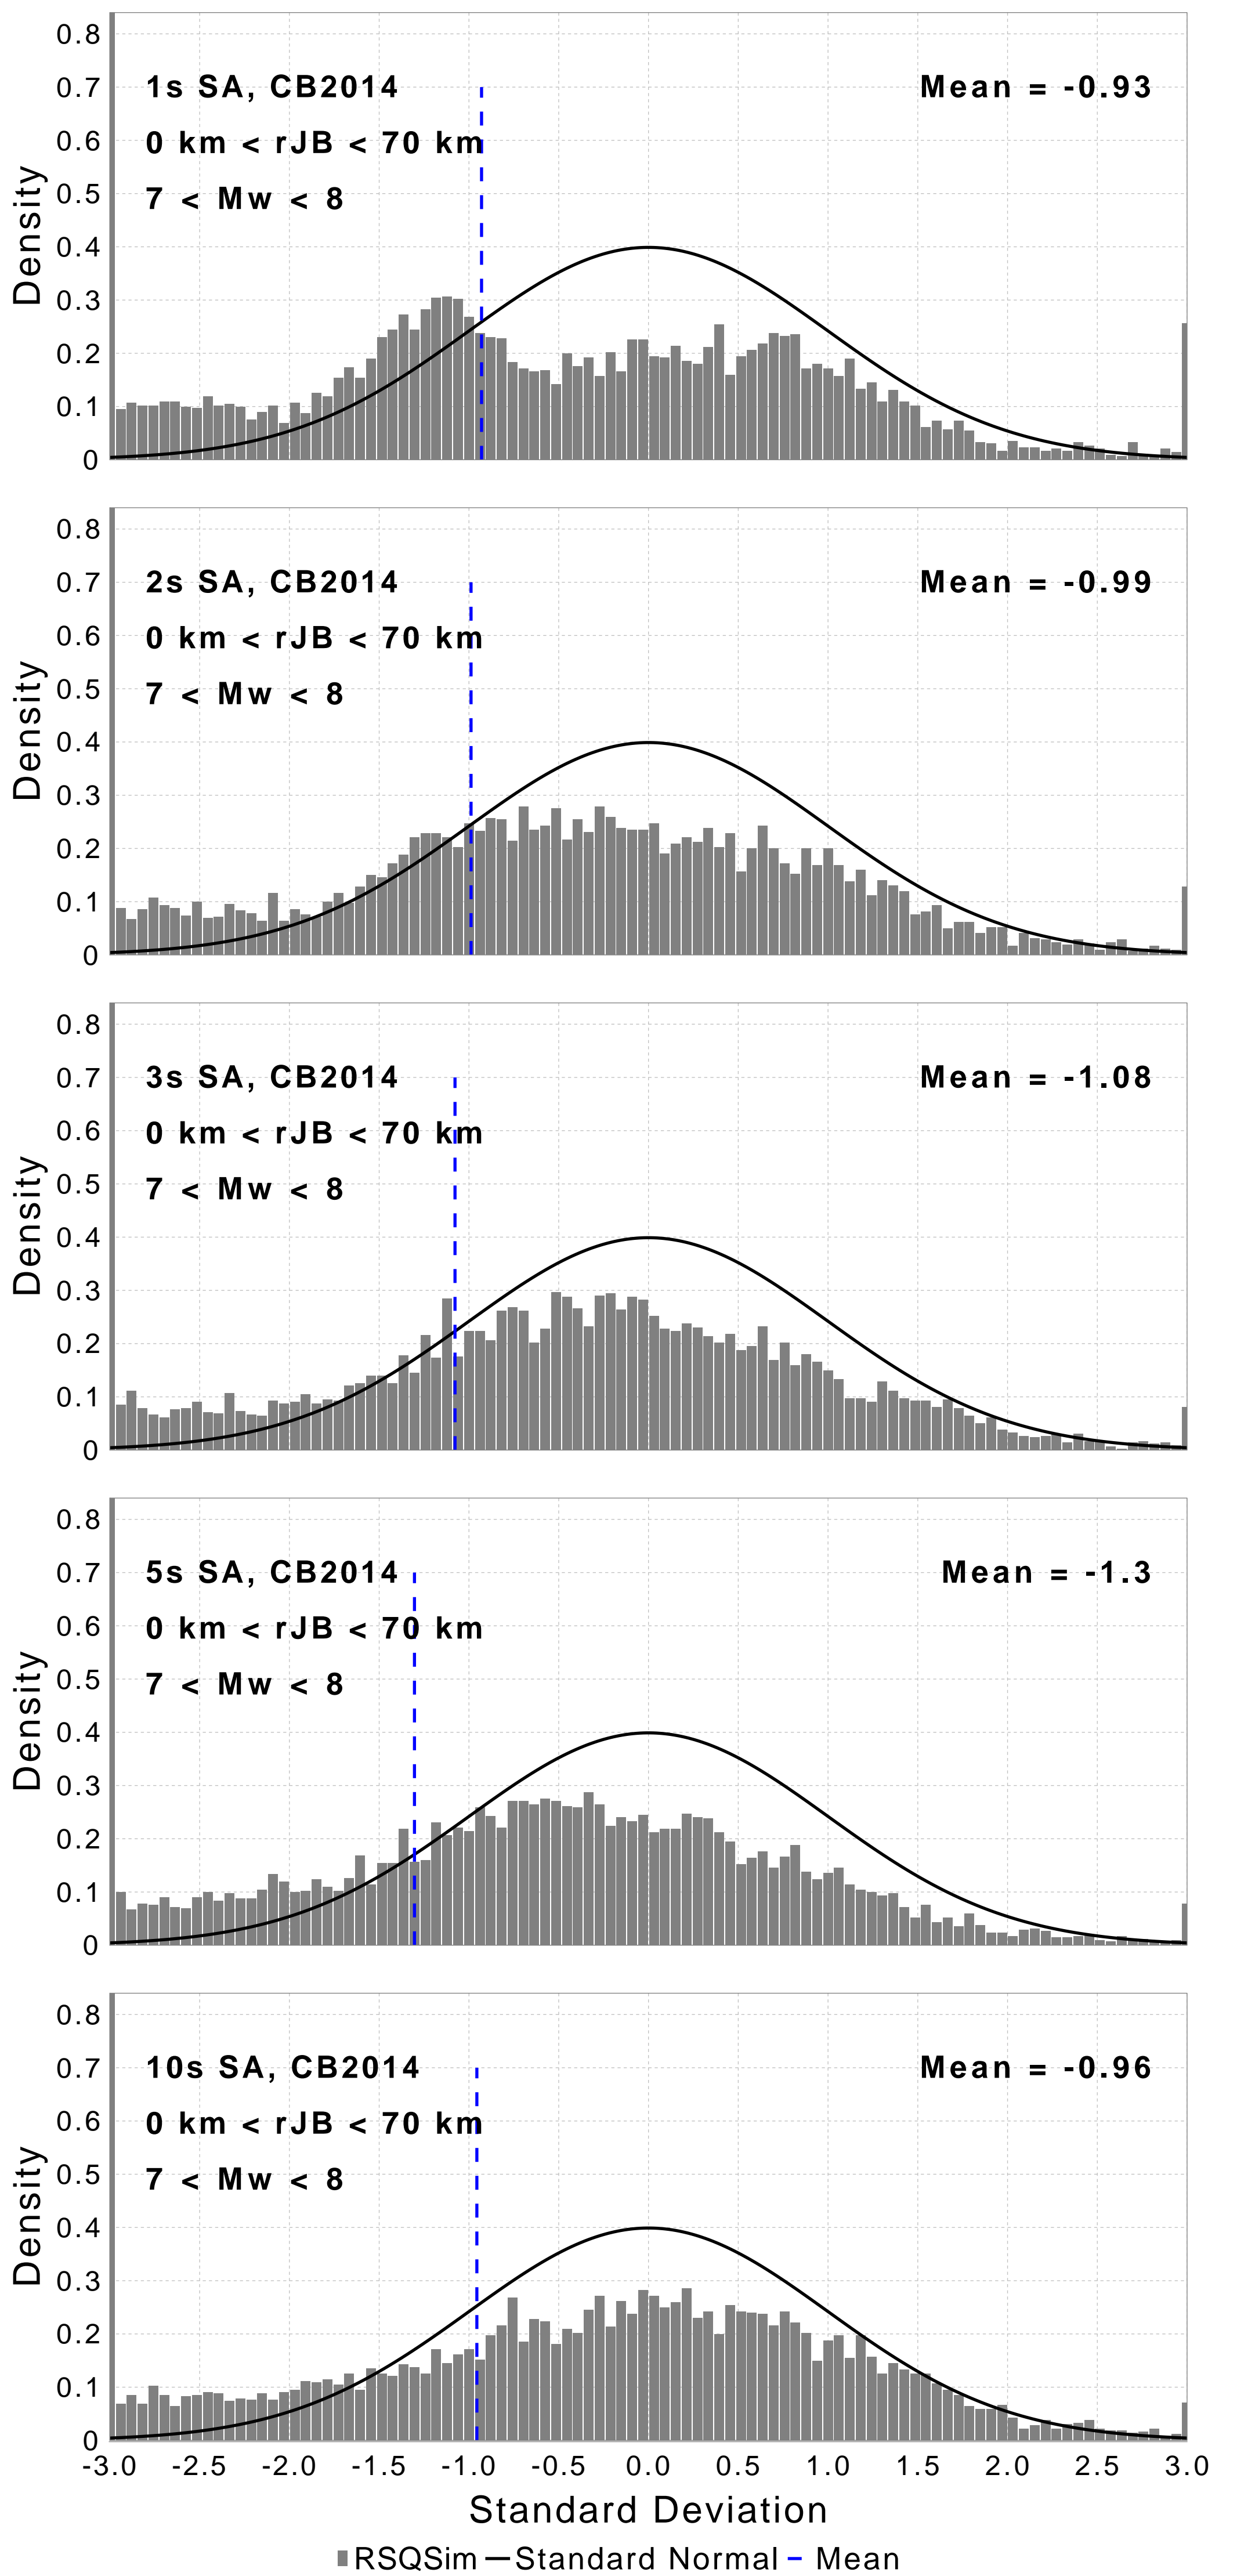 0.8
1s SA, CB2014 Mean = -0.93
0.7
0 km < rJB < 70 km
0.6
7 < Mw < 8
0.5
0.4
0.3
0.2
0.1
0
Density
0.8
2s SA, CB2014 Mean = -0.99
0.7
0 km < rJB < 70 km
0.6
7 < Mw < 8
0.5
0.4
0.3
0.2
0.1
0
Density
0.8
3s SA, CB2014 Mean = -1.08
0.7
0 km < rJB < 70 km
0.6
7 < Mw < 8
0.5
0.4
0.3
0.2
0.1
0
Density
0.8
5s SA, CB2014 Mean = -1.3
0.7
0 km < rJB < 70 km
0.6
7 < Mw < 8
0.5
0.4
0.3
0.2
0.1
0
Density
0.8
10s SA, CB2014 Mean = -0.96
0.7
0 km < rJB < 70 km
0.6
7 < Mw < 8
0.5
0.4
0.3
0.2
0.1
0
Density
-3.0 -2.5 -2.0 -1.5 -1.0 -0.5 0.0 0.5 1.0 1.5 2.0 2.5 3.0
Standard Deviation
RSQSim Standard Normal Mean